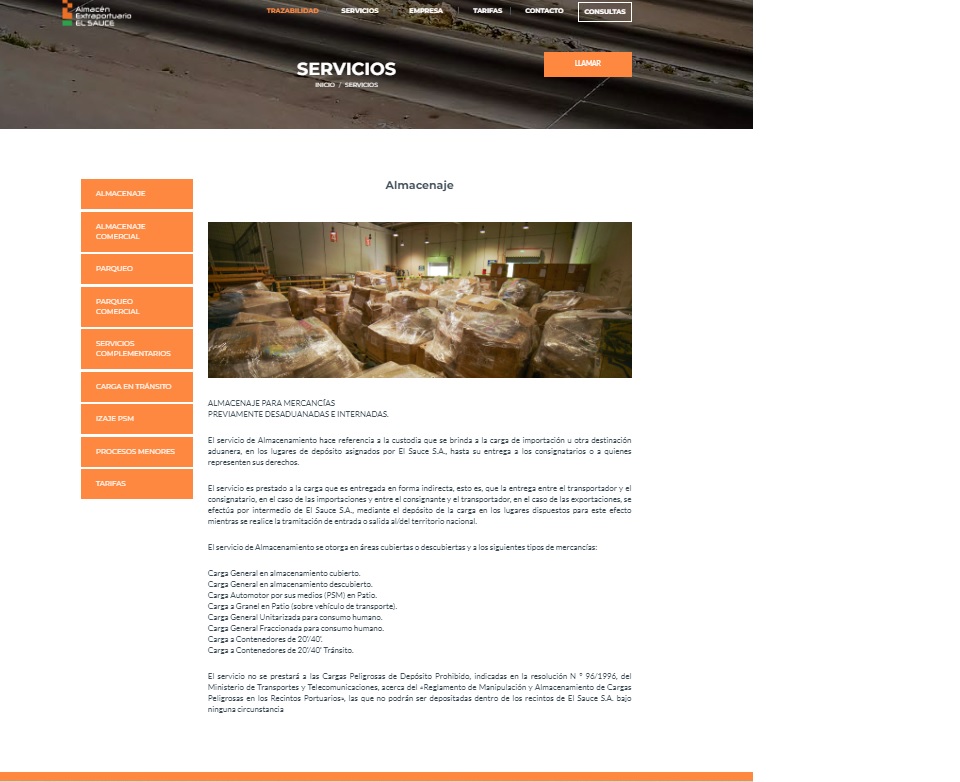 Almacén
Extraportuario
EL SAUCE
TRAZABILIDAD
SERVICIOS
EMPRESA
TARIFAS
CONTACTO
CONSULTAS
SERVICIOS
INICIO / SERVICIOS
LLAMAR
ALMACENAJE
ALMACENAJE
COMERCIAL
PARQUEO
PARQUEO
COMERCIAL
SERVICIOS
COMPLEMENTARIOS
CARGA EN TRÁNSITO
IZAJE PSM
PROCESOS MENORES
TARIFAS
Almacenaje
ALMACENAJE PARA MERCANCÍAS
PREVIAMENTE DESADUANADAS E INTERNADAS.
El servicio de Almacenamiento hace referencia a la custodia que se brinda a la carga de importación u otra destinación
aduanera, en los lugares de depósito asignados por El Sauce S.A., hasta su entrega a los consignatarios o a quienes
representen sus derechos.
El servicio es prestado a la carga que es entregada en forma indirecta, esto es, que la entrega entre el transportador y el
consignatario, en el caso de las importaciones y entre el consignante y el transportador, en el caso de las exportaciones, se
efectúa por intermedio de El Sauce S.A., mediante el depósito de la carga en los lugares dispuestos para este efecto
mientras se realice la tramitación de entrada o salida al/del territorio nacional.
El servicio de Almacenamiento se otorga en áreas cubiertas o descubiertas y a los siguientes tipos de mercancías:
Carga General en almacenamiento cubierto.
Carga General en almacenamiento descubierto.
Carga Automotor por sus medios (PSM) en Patio.
Carga a Granel en Patio (sobre vehículo de transporte).
Carga General Unitarizada para consumo humano.
Carga General Fraccionada para consumo humano.
Carga a Contenedores de 20'/40'.
Carga a Contenedores de 20'/40' Tránsito.
El servicio no se prestará a las Cargas Peligrosas de Depósito Prohibido, indicadas en la resolución N ° 96/1996, del
Ministerio de Transportes y Telecomunicaciones, acerca del «Reglamento de Manipulación y Almacenamiento de Cargas
Peligrosas en los Recintos Portuarios», las que no podrán ser depositadas dentro de los recintos de El Sauce S.A. bajo
ninguna circunstancia